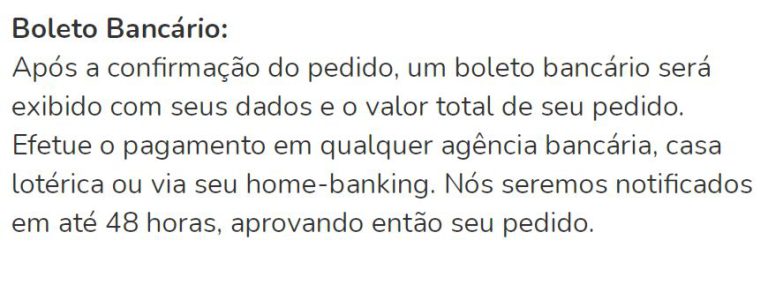 Boleto Bancário:
Após a confirmação do pedido, um boleto bancário será
exibido com seus dados e o valor total de seu pedido.
Efetue o pagamento em qualquer agência bancária, casa
lotérica ou via seu home-banking. Nós seremos notificados
em até 48 horas, aprovando então seu pedido.